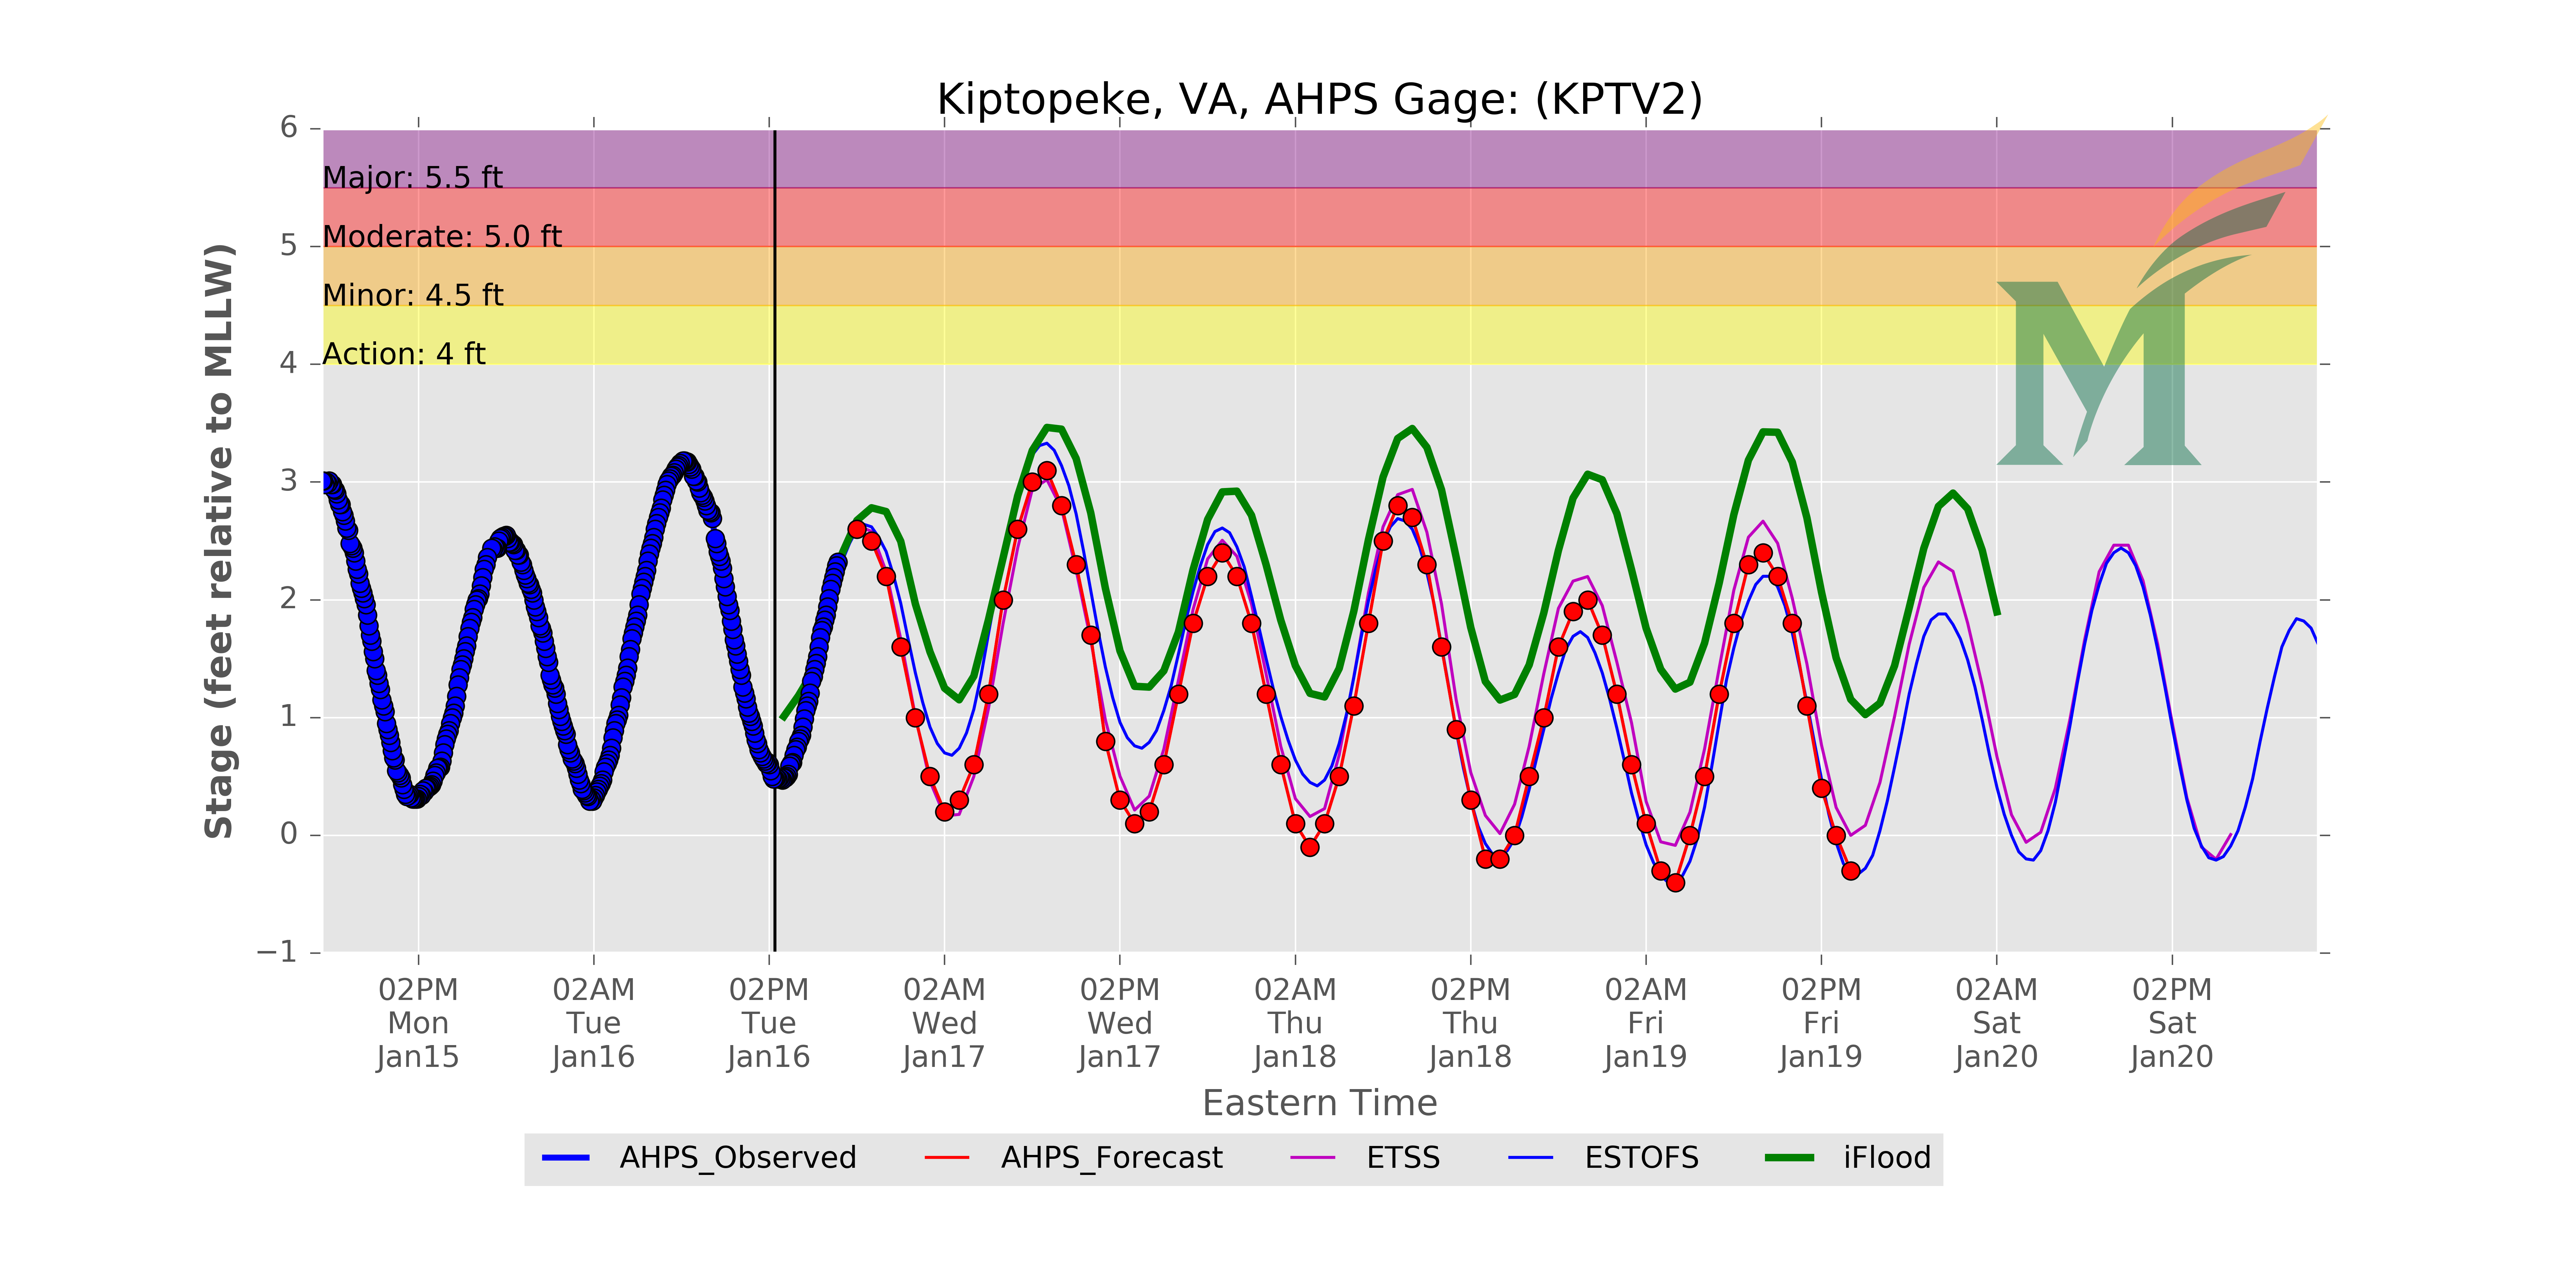 Kiptopeke, VA, AHPS Gage: (KPTV2)
Stage (feet relative to MLLW)
6
5
4
3
2
1
0
−1
Major: 5.5 ft
Moderate: 5.0 ft
Minor: 4.5 ft
Action: 4 ft
M
02PM
Mon
Jan15
02AM
Tue
Jan16
02PM
Tue
Jan16
02AM
Wed
Jan17
02PM
Wed
Jan17
02AM
Thu
Jan18
02PM
Thu
Jan18
02AM
Fri
Jan19
02PM
Fri
Jan19
02AM
Sat
Jan20
02PM
Sat
Jan20
Eastern Time
AHPS_Observed
AHPS_Forecast
ETSS
ESTOFS
iFlood